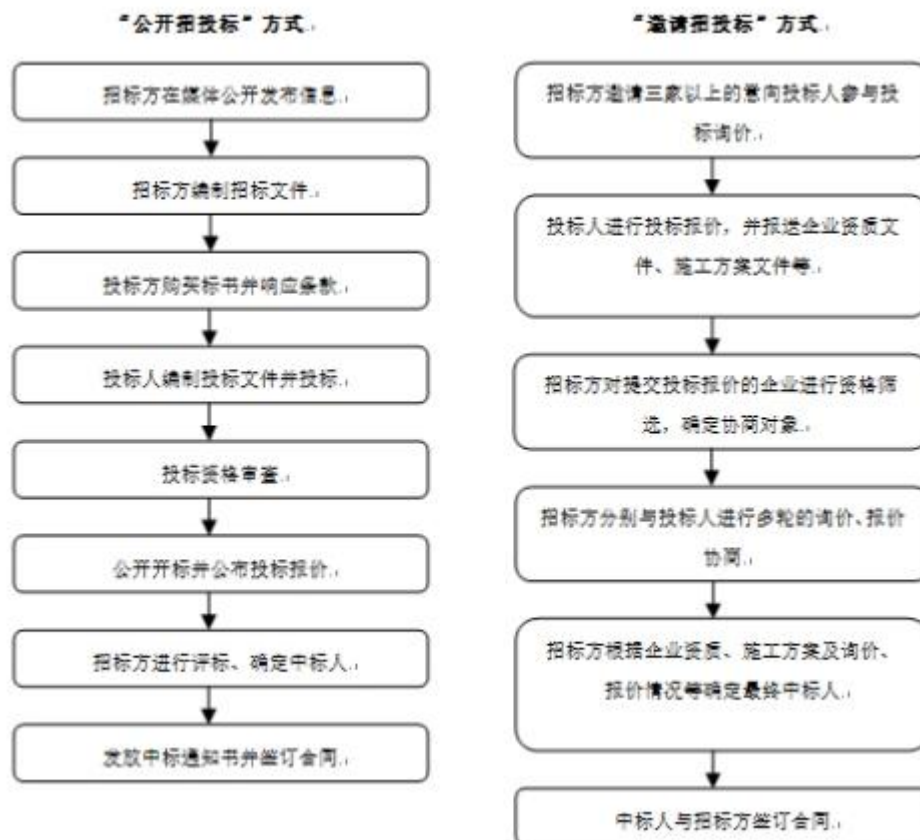 “公开招投标”方式
招标方在媒体公开发布信息
招标方编制招标文件
投标方购买标书并响应条款
投标人编制投标文件并投标
投标资格审查
公开开标并公布投标报价
招标方进行评标、确定中标人
发放中标通知书并签订合同
“邀请招投标”方式
招标方邀请三家以上的意向投标人参与投
标询价
投标人进行投标报价，并报送企业资质文
件、施工方案文件等
招标方对提交投标报价的企业进行资格筛
选，确定协商对象
招标方分别与投标人进行多轮的询价、报价
协商
招标方根据企业资质、施工方案及询价、
报价情况等确定最终中标人
中标人与招标方签订合同